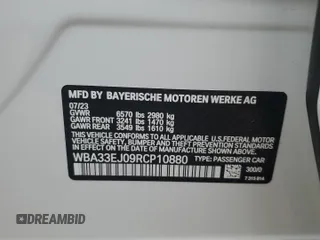 MFD BY BAYERISCHE MOTOREN WERKE AG
07/23
GVWR 6570 lbs 2980 kg
GAWR FRONT 3241 lbs 1470 kg
GAWR REAR 3549 lbs 1610 kg
THIS VEHICLE CONFORMS TO ALL APPLICABLE U.S. FEDERAL MOTOR
VEHICLE SAFETY, BUMPER, AND THEFT PREVENTION STANDARDS
IN EFFECT ON THE DATE OF MANUFACTURE SHOWN ABOVE.
WBA33EJ09RCP10880 TYPE: PASSENGER CAR
300/0
DREAMBID